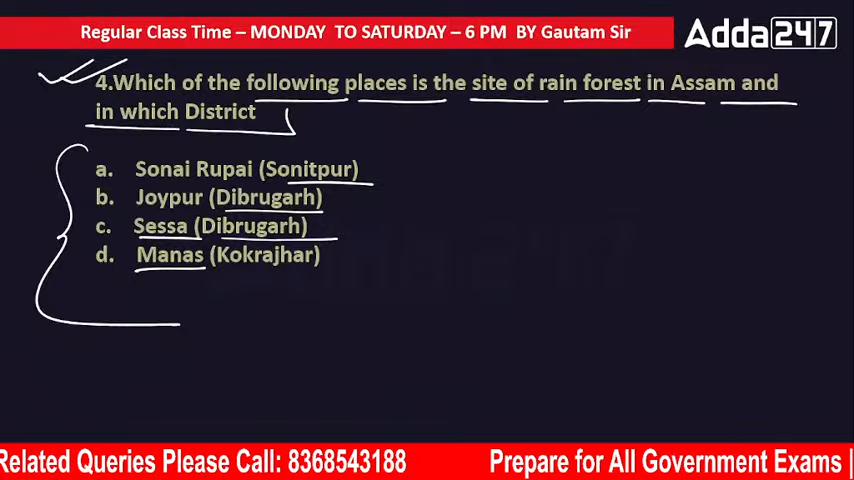 Regular Class Time – MONDAY TO SATURDAY – 6 PM BY Gautam Sir
Adda247
4.Which of the following places is the site of rain forest in Assam and
in which District
a. Sonai Rupai (Sonitpur)
b. Joypur (Dibrugarh)
c. Sessa (Dibrugarh)
d. Manas (Kokrajhar)
Related Queries Please Call: 8368543188 Prepare for All Government Exams |